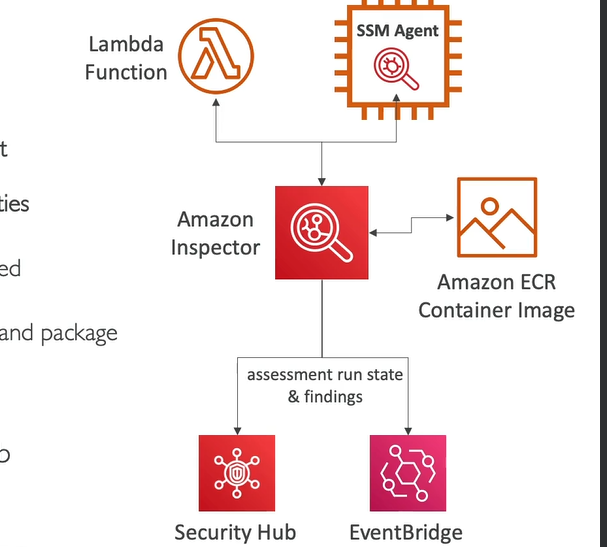 Lambda
Function
SSM Agent
t
ties
ed
and package
Amazon
Inspector
Amazon ECR
Container Image
assessment run state
& findings
Security Hub
EventBridge